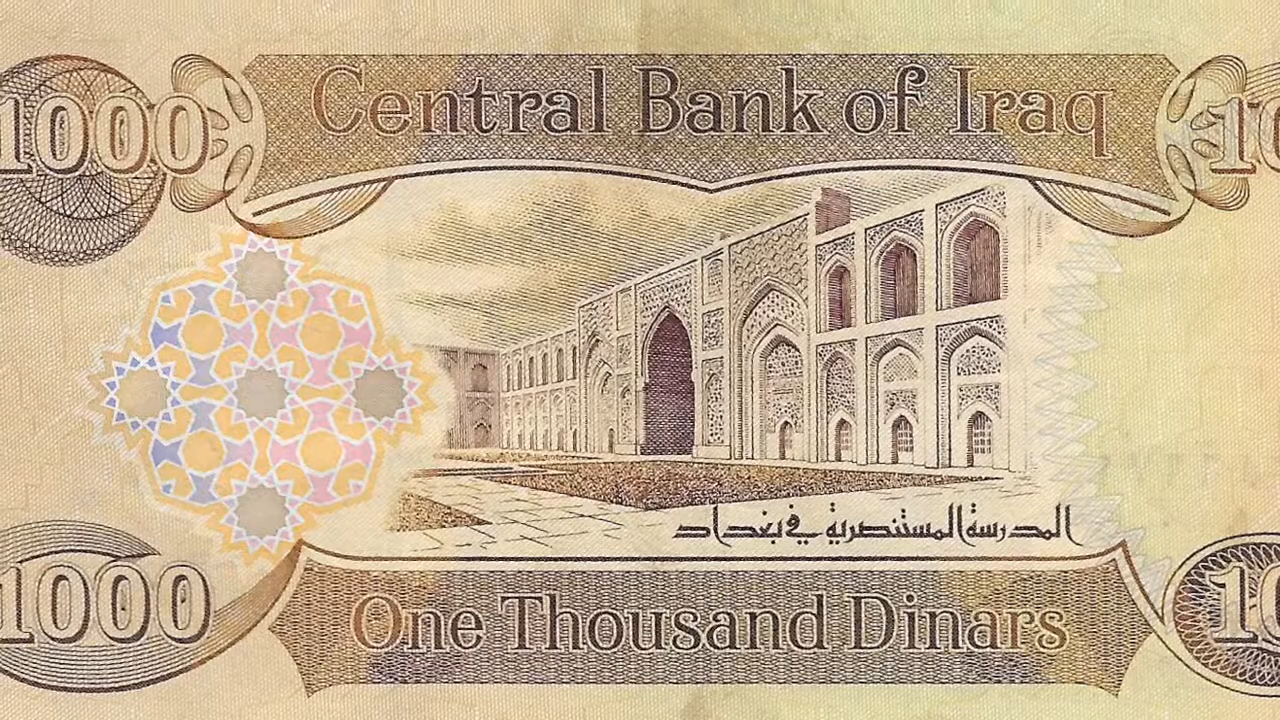 1000
Central Bank of Iraq
المدرسة المستنصرية في بغداد
1000
One Thousand Dinars